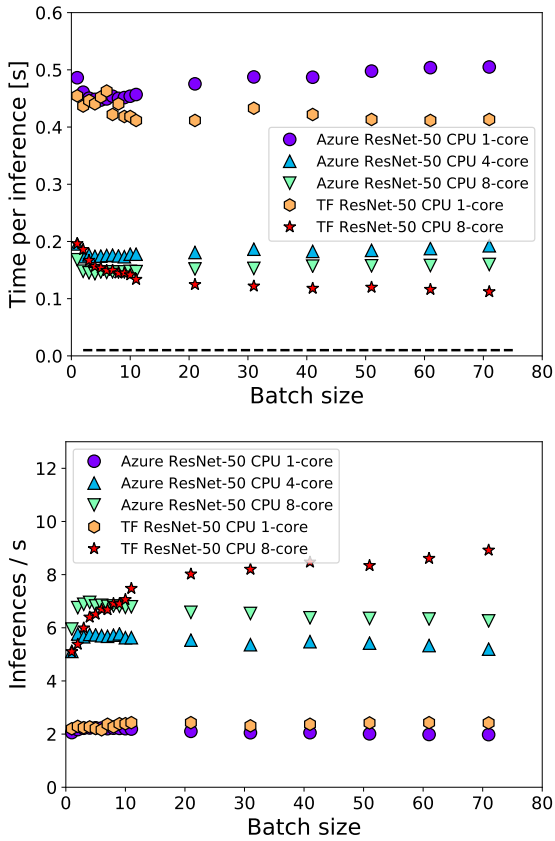 0.6
0.5
0.4
0.3
0.2
0.1
0.0
Time per inference [s]
Azure ResNet-50 CPU 1-core
Azure ResNet-50 CPU 4-core
Azure ResNet-50 CPU 8-core
TF ResNet-50 CPU 1-core
TF ResNet-50 CPU 8-core
0 10 20 30 40 50 60 70 80
Batch size
12
10
8
6
4
2
0
Inferences / s
Azure ResNet-50 CPU 1-core
Azure ResNet-50 CPU 4-core
Azure ResNet-50 CPU 8-core
TF ResNet-50 CPU 1-core
TF ResNet-50 CPU 8-core
0 10 20 30 40 50 60 70 80
Batch size